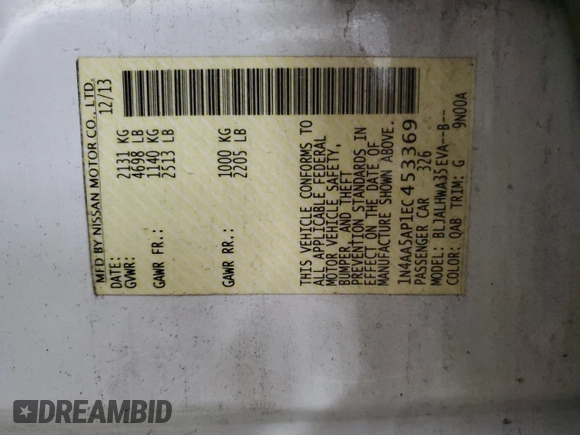 MFD BY NISSAN MOTOR CO., LTD.
DATE: 12/13
GVWR: 2131 KG
4698 LB
GAWR FR: 1140 KG
2513 LB
GAWR RR: 1000 KG
2205 LB
THIS VEHICLE CONFORMS TO
ALL APPLICABLE FEDERAL
MOTOR VEHICLE SAFETY,
BUMPER, AND THEFT
PREVENTION STANDARDS IN
EFFECT ON THE DATE OF
MANUFACTURE SHOWN ABOVE.
1N4AA5AP1EC453369
PASSENGER CAR 326
MODEL: BLJALHWA35EVA--B---
COLOR: QAB TRIM: G 9N00A
DREAMBID